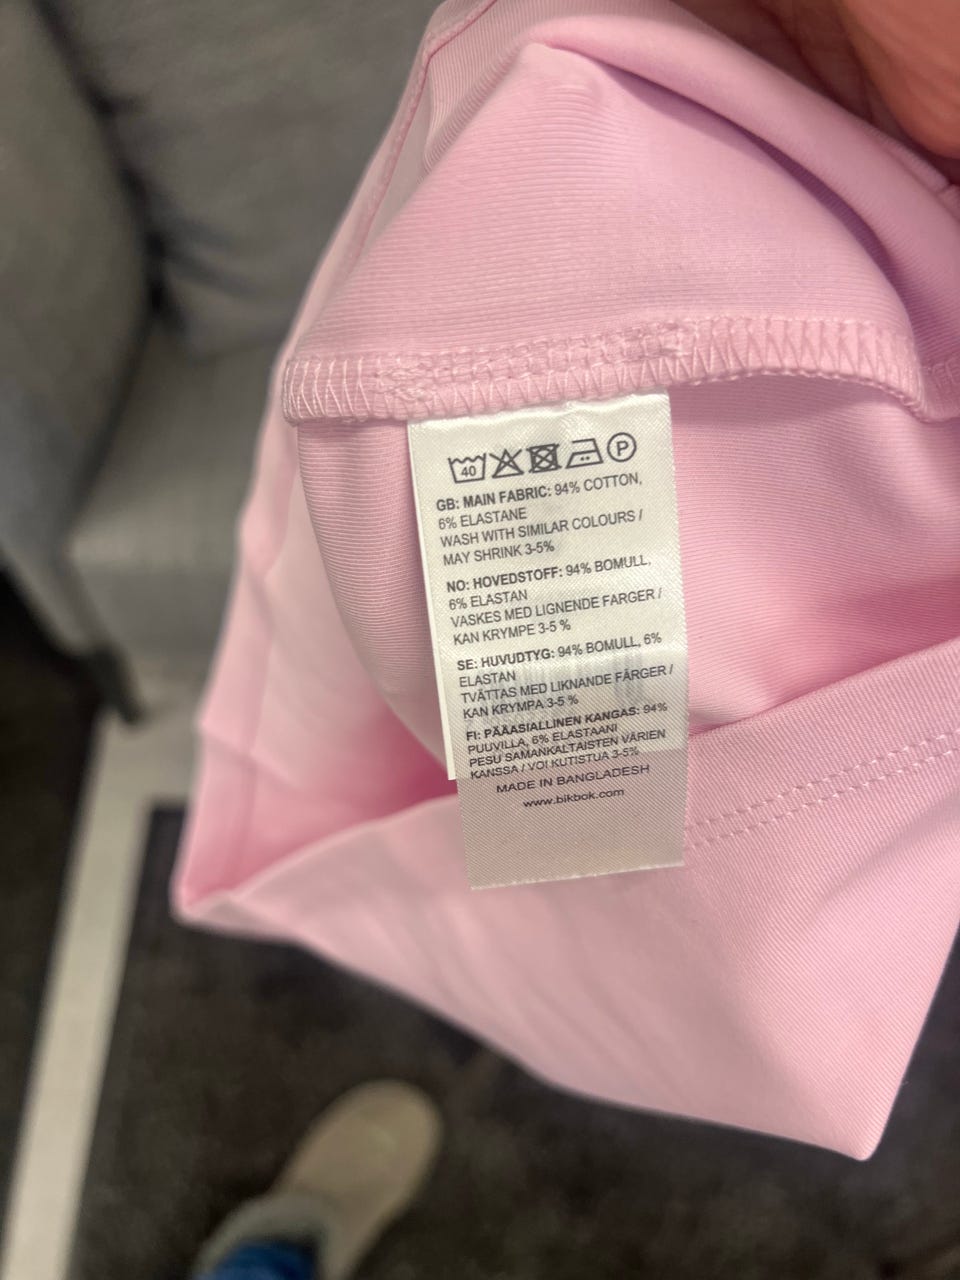 40 P
GB: MAIN FABRIC: 94% COTTON,
6% ELASTANE
WASH WITH SIMILAR COLOURS /
MAY SHRINK 3-5%
NO: HOVEDSTOFF: 94% BOMULL,
6% ELASTAN
VASKES MED LIGNENDE FARGER /
KAN KRYMPE 3-5 %
SE: HUVUDTYG: 94% BOMULL, 6%
ELASTAN
TVÄTTAS MED LIKNANDE FÄRGER /
KAN KRYMPA 3-5 %
FI: PÄÄASIALLINEN KANGAS: 94%
PUUVILLA, 6% ELASTAANI
PESU SAMANKALTAISTEN VÄRIEN
KANSSA / VOI KUTISTUA 3-5%
MADE IN BANGLADESH
www.bikbok.com